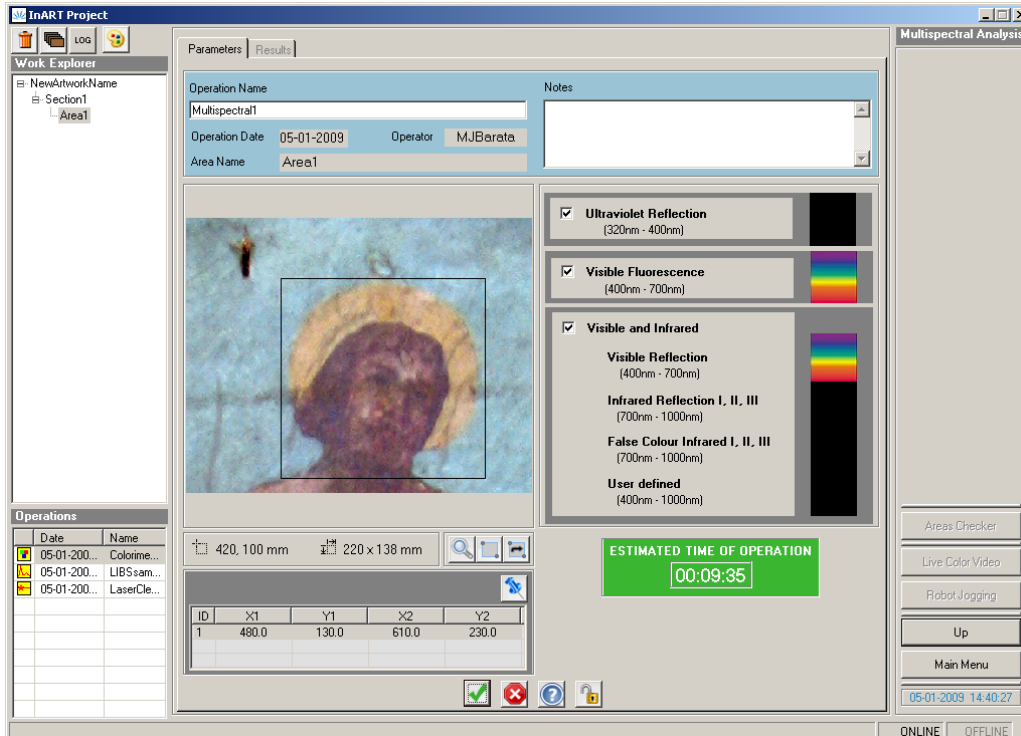 InART Project
LOG
Work Explorer
NewArtworkName
Section1
Area1
Parameters
Results
Operation Name
Multispectral1
Operation Date 05-01-2009 Operator MJBarata
Area Name Area1
Notes
Ultraviolet Reflection
(320nm - 400nm)
Visible Fluorescence
(400nm - 700nm)
Visible and Infrared
Visible Reflection
(400nm - 700nm)
Infrared Reflection I, II, III
(700nm - 1000nm)
False Colour Infrared I, II, III
(700nm - 1000nm)
User defined
(400nm - 1000nm)
420, 100 mm 220 x 138 mm
ID X1 Y1 X2 Y2
1 480.0 130.0 610.0 230.0
ESTIMATED TIME OF OPERATION
00:09:35
Operations
Date Name
05-01-200... Colorime...
05-01-200... LIBSsam...
05-01-200... LaserCle...
Multispectral Analysis
Areas Checker
Live Color Video
Robot Jogging
Up
Main Menu
05-01-2009 14:40:27
ONLINE OFFLINE